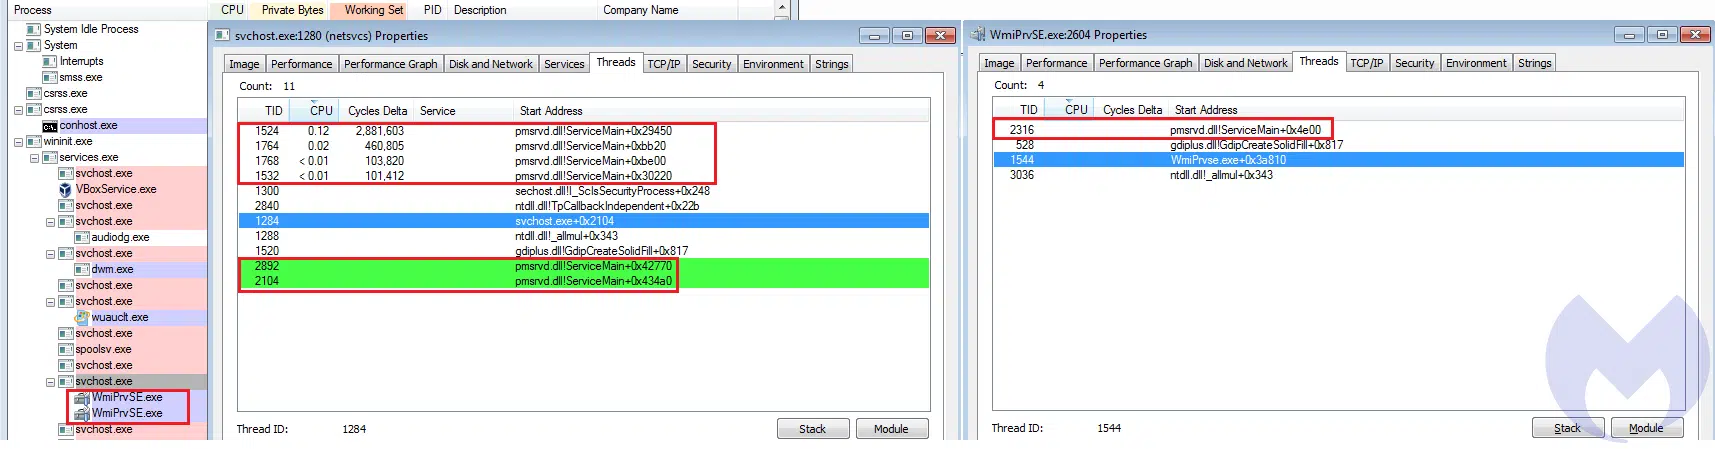 Process CPU Private Bytes Working Set PID Description Company Name
System Idle Process
System
Interrupts
smss.exe
csrss.exe
csrss.exe
conhost.exe
wininit.exe
services.exe
svchost.exe
VBoxService.exe
svchost.exe
svchost.exe
audiodg.exe
svchost.exe
dwm.exe
svchost.exe
svchost.exe
wuauclt.exe
svchost.exe
spoolsv.exe
svchost.exe
svchost.exe
WmiPrvSE.exe
WmiPrvSE.exe
svchost.exe
svchost.exe:1280 (netsvcs) Properties
Image Performance Performance Graph Disk and Network Services Threads TCP/IP Security Environment Strings
Count: 11
TID CPU Cycles Delta Service Start Address
1524 0.12 2,881,603 pmsrvd.dll!ServiceMain+0x29450
1764 0.02 460,805 pmsrvd.dll!ServiceMain+0xbb20
1768 < 0.01 103,820 pmsrvd.dll!ServiceMain+0xbe00
1532 < 0.01 101,412 pmsrvd.dll!ServiceMain+0x30220
1300 sechost.dll!I_ScIsSecurityProcess+0x248
2840 ntdll.dll!TpCallbackIndependent+0x22b
1284 svchost.exe+0x2104
1288 ntdll.dll!_allmul+0x343
1520 gdiplus.dll!GdipCreateSolidFill+0x817
2892 pmsrvd.dll!ServiceMain+0x42770
2104 pmsrvd.dll!ServiceMain+0x434a0
Thread ID: 1284
Stack Module
WmiPrvSE.exe:2604 Properties
Image Performance Performance Graph Disk and Network Threads TCP/IP Security Environment Strings
Count: 4
TID CPU Cycles Delta Start Address
2316 pmsrvd.dll!ServiceMain+0x4e00
528 gdiplus.dll!GdipCreateSolidFill+0x817
1544 WmiPrvse.exe+0x3a810
3036 ntdll.dll!_allmul+0x343
Thread ID: 1544
Stack Module